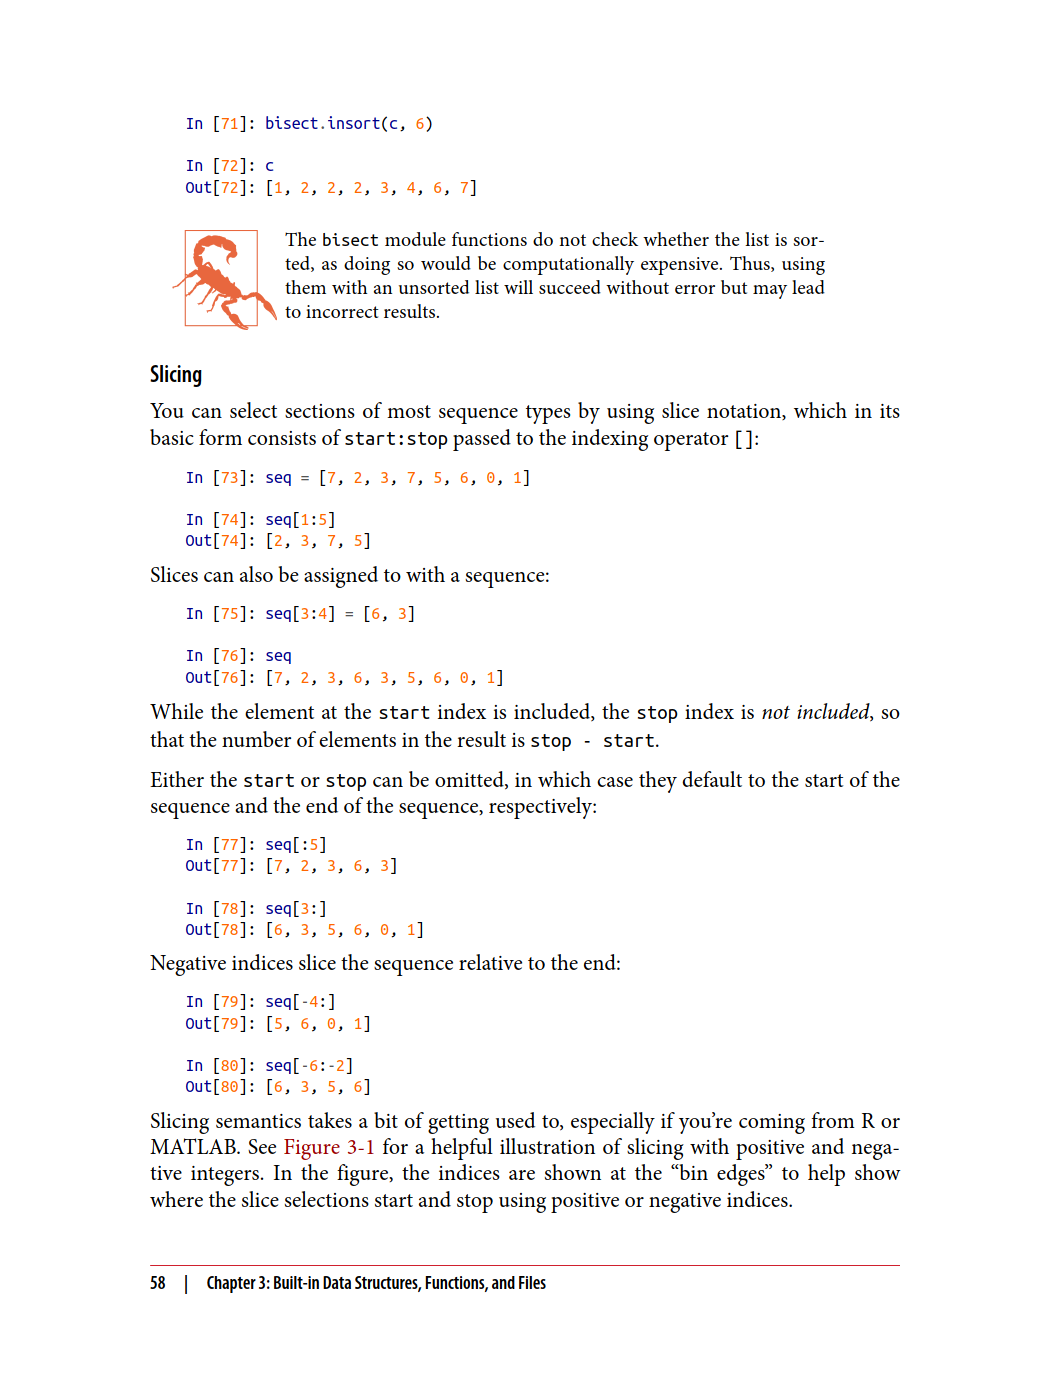 In [71]: bisect.insort(c, 6)
In [72]: c
Out[72]: [1, 2, 2, 2, 3, 4, 6, 7]
The bisect module functions do not check whether the list is sor-
ted, as doing so would be computationally expensive. Thus, using
them with an unsorted list will succeed without error but may lead
to incorrect results.
Slicing
You can select sections of most sequence types by using slice notation, which in its
basic form consists of start:stop passed to the indexing operator []:
In [73]: seq = [7, 2, 3, 7, 5, 6, 0, 1]
In [74]: seq[1:5]
Out[74]: [2, 3, 7, 5]
Slices can also be assigned to with a sequence:
In [75]: seq[3:4] = [6, 3]
In [76]: seq
Out[76]: [7, 2, 3, 6, 3, 5, 6, 0, 1]
While the element at the start index is included, the stop index is not included, so
that the number of elements in the result is stop - start.
Either the start or stop can be omitted, in which case they default to the start of the
sequence and the end of the sequence, respectively:
In [77]: seq[:5]
Out[77]: [7, 2, 3, 6, 3]
In [78]: seq[3:]
Out[78]: [6, 3, 5, 6, 0, 1]
Negative indices slice the sequence relative to the end:
In [79]: seq[-4:]
Out[79]: [5, 6, 0, 1]
In [80]: seq[-6:-2]
Out[80]: [6, 3, 5, 6]
Slicing semantics takes a bit of getting used to, especially if you’re coming from R or
MATLAB. See Figure 3-1 for a helpful illustration of slicing with positive and nega-
tive integers. In the figure, the indices are shown at the “bin edges” to help show
where the slice selections start and stop using positive or negative indices.
58 | Chapter 3: Built-in Data Structures, Functions, and Files